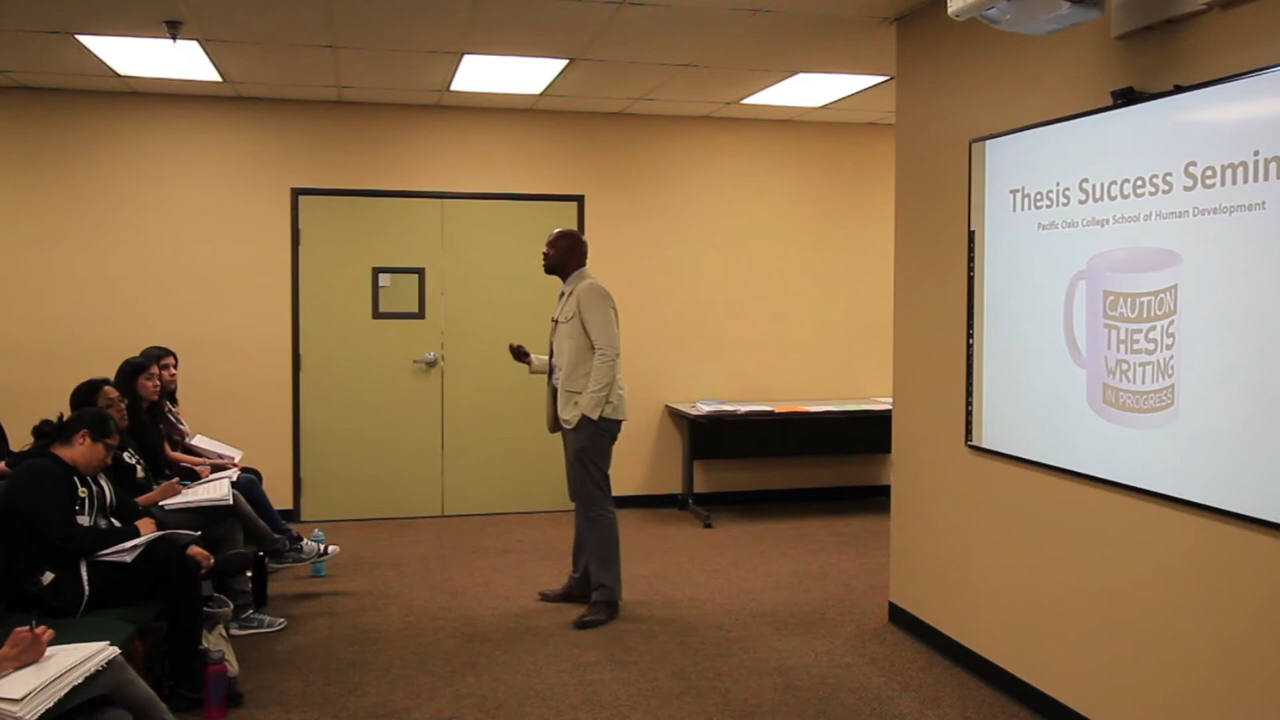 Thesis Success Semin
Pacific Oaks College School of Human Development
CAUTION
THESIS
WRITING
IN PROGRESS